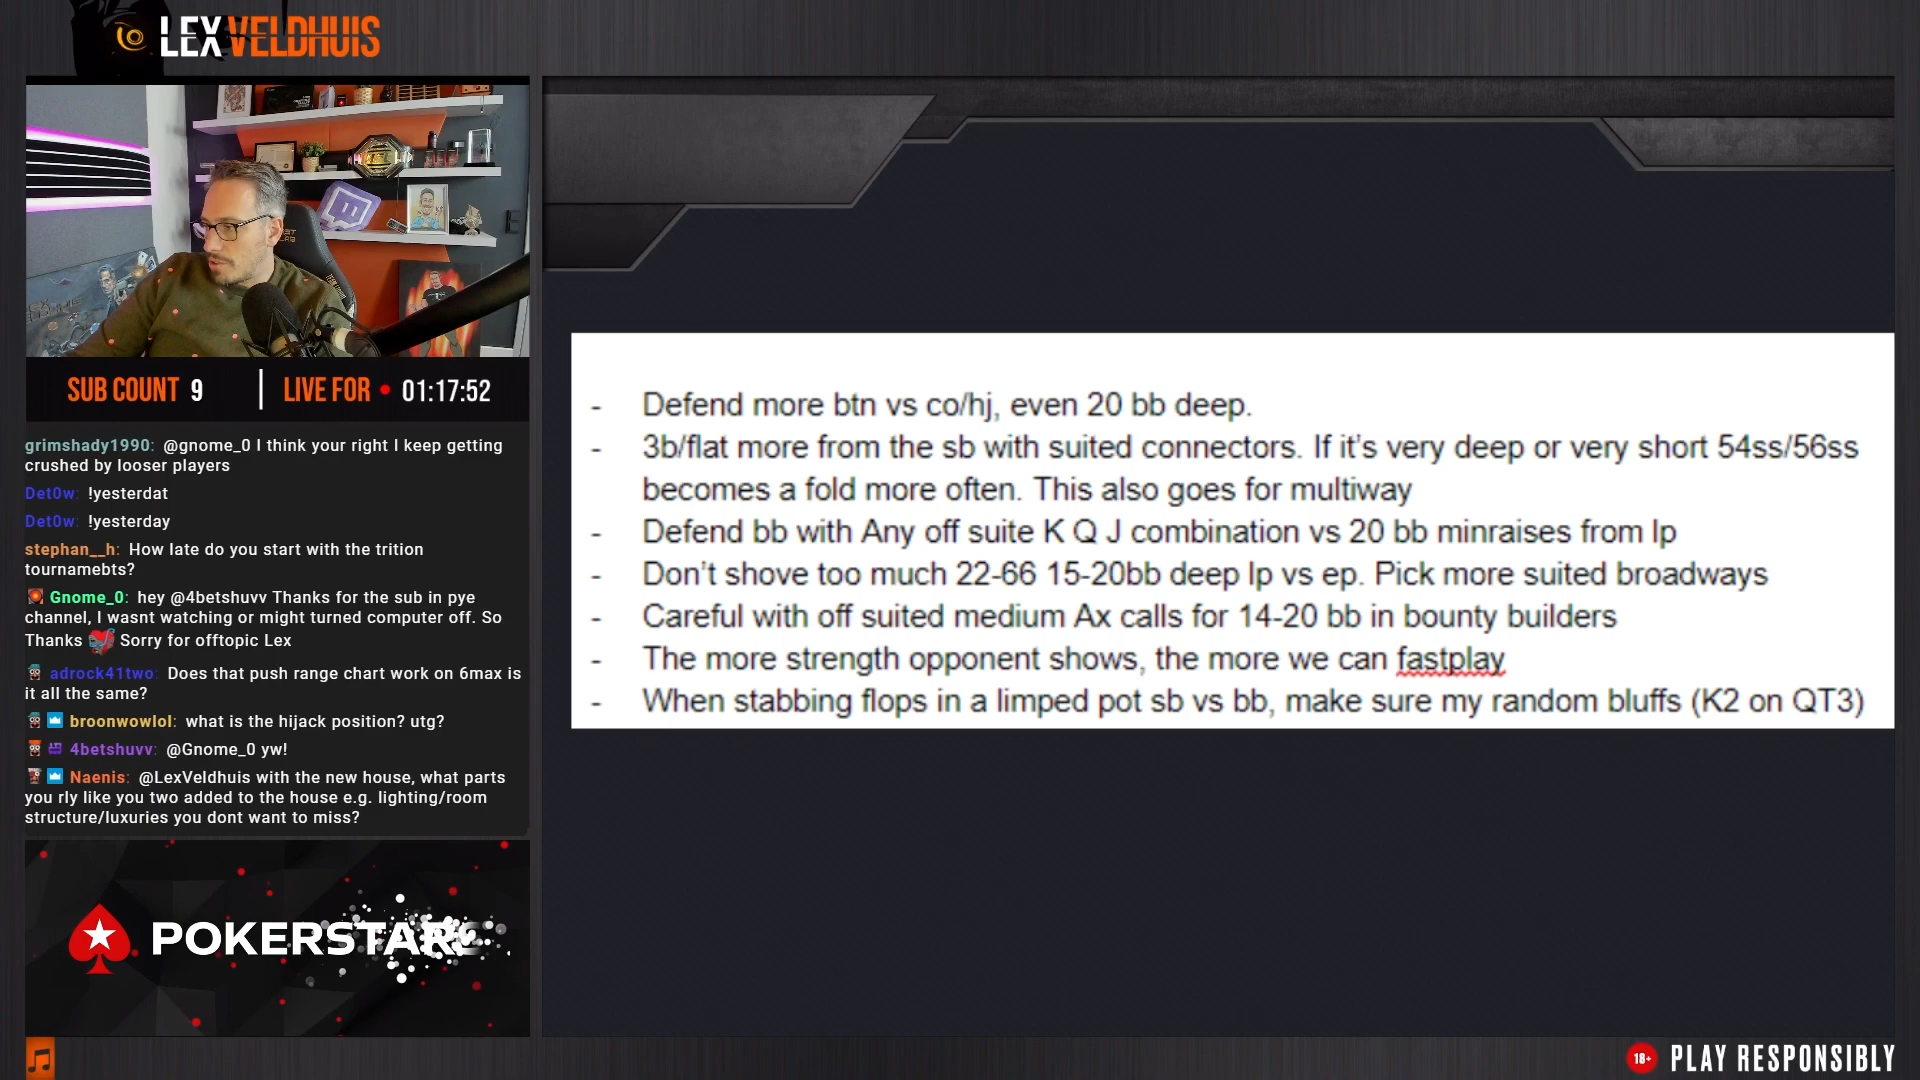 LEXVELDHUIS
SUB COUNT 9
LIVE FOR 01:17:52
grimshady1990: @gnome_0 I think your right I keep getting
crushed by looser players
Det0w: !yesterdat
Det0w: !yesterday
stephan__h: How late do you start with the trition
tournamebts?
Gnome_0: hey @4betshuvv Thanks for the sub in pye
channel, I wasnt watching or might turned computer off. So
Thanks Sorry for offtopic Lex
adrock41two: Does that push range chart work on 6max is
it all the same?
broonwowlol: what is the hijack position? utg?
4betshuvv: @Gnome_0 yw!
Naenis: @LexVeldhuis with the new house, what parts
you rly like you two added to the house e.g. lighting/room
structure/luxuries you dont want to miss?
POKERSTARS
- Defend more btn vs co/hj, even 20 bb deep.
- 3b/flat more from the sb with suited connectors. If it's very deep or very short 54ss/56ss
becomes a fold more often. This also goes for multiway
- Defend bb with Any off suite K Q J combination vs 20 bb minraises from lp
- Don't shove too much 22-66 15-20bb deep lp vs ep. Pick more suited broadways
- Careful with off suited medium Ax calls for 14-20 bb in bounty builders
- The more strength opponent shows, the more we can fastplay
- When stabbing flops in a limped pot sb vs bb, make sure my random bluffs (K2 on QT3)
18+ PLAY RESPONSIBLY